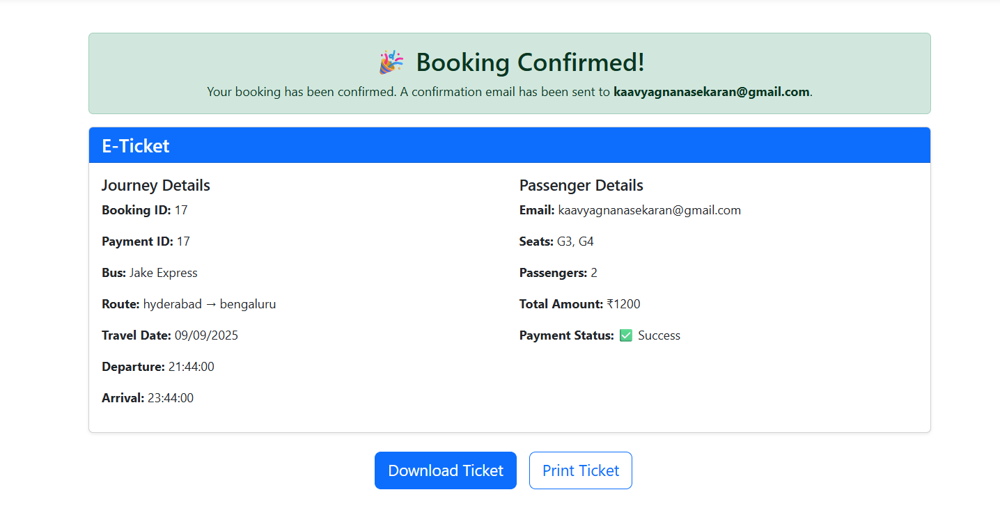 🎉 Booking Confirmed!
Your booking has been confirmed. A confirmation email has been sent to kaavyagnanasekaran@gmail.com.
E-Ticket
Journey Details
Booking ID: 17
Payment ID: 17
Bus: Jake Express
Route: hyderabad → bengaluru
Travel Date: 09/09/2025
Departure: 21:44:00
Arrival: 23:44:00
Passenger Details
Email: kaavyagnanasekaran@gmail.com
Seats: G3, G4
Passengers: 2
Total Amount: ₹1200
Payment Status: ✅ Success
Download Ticket
Print Ticket